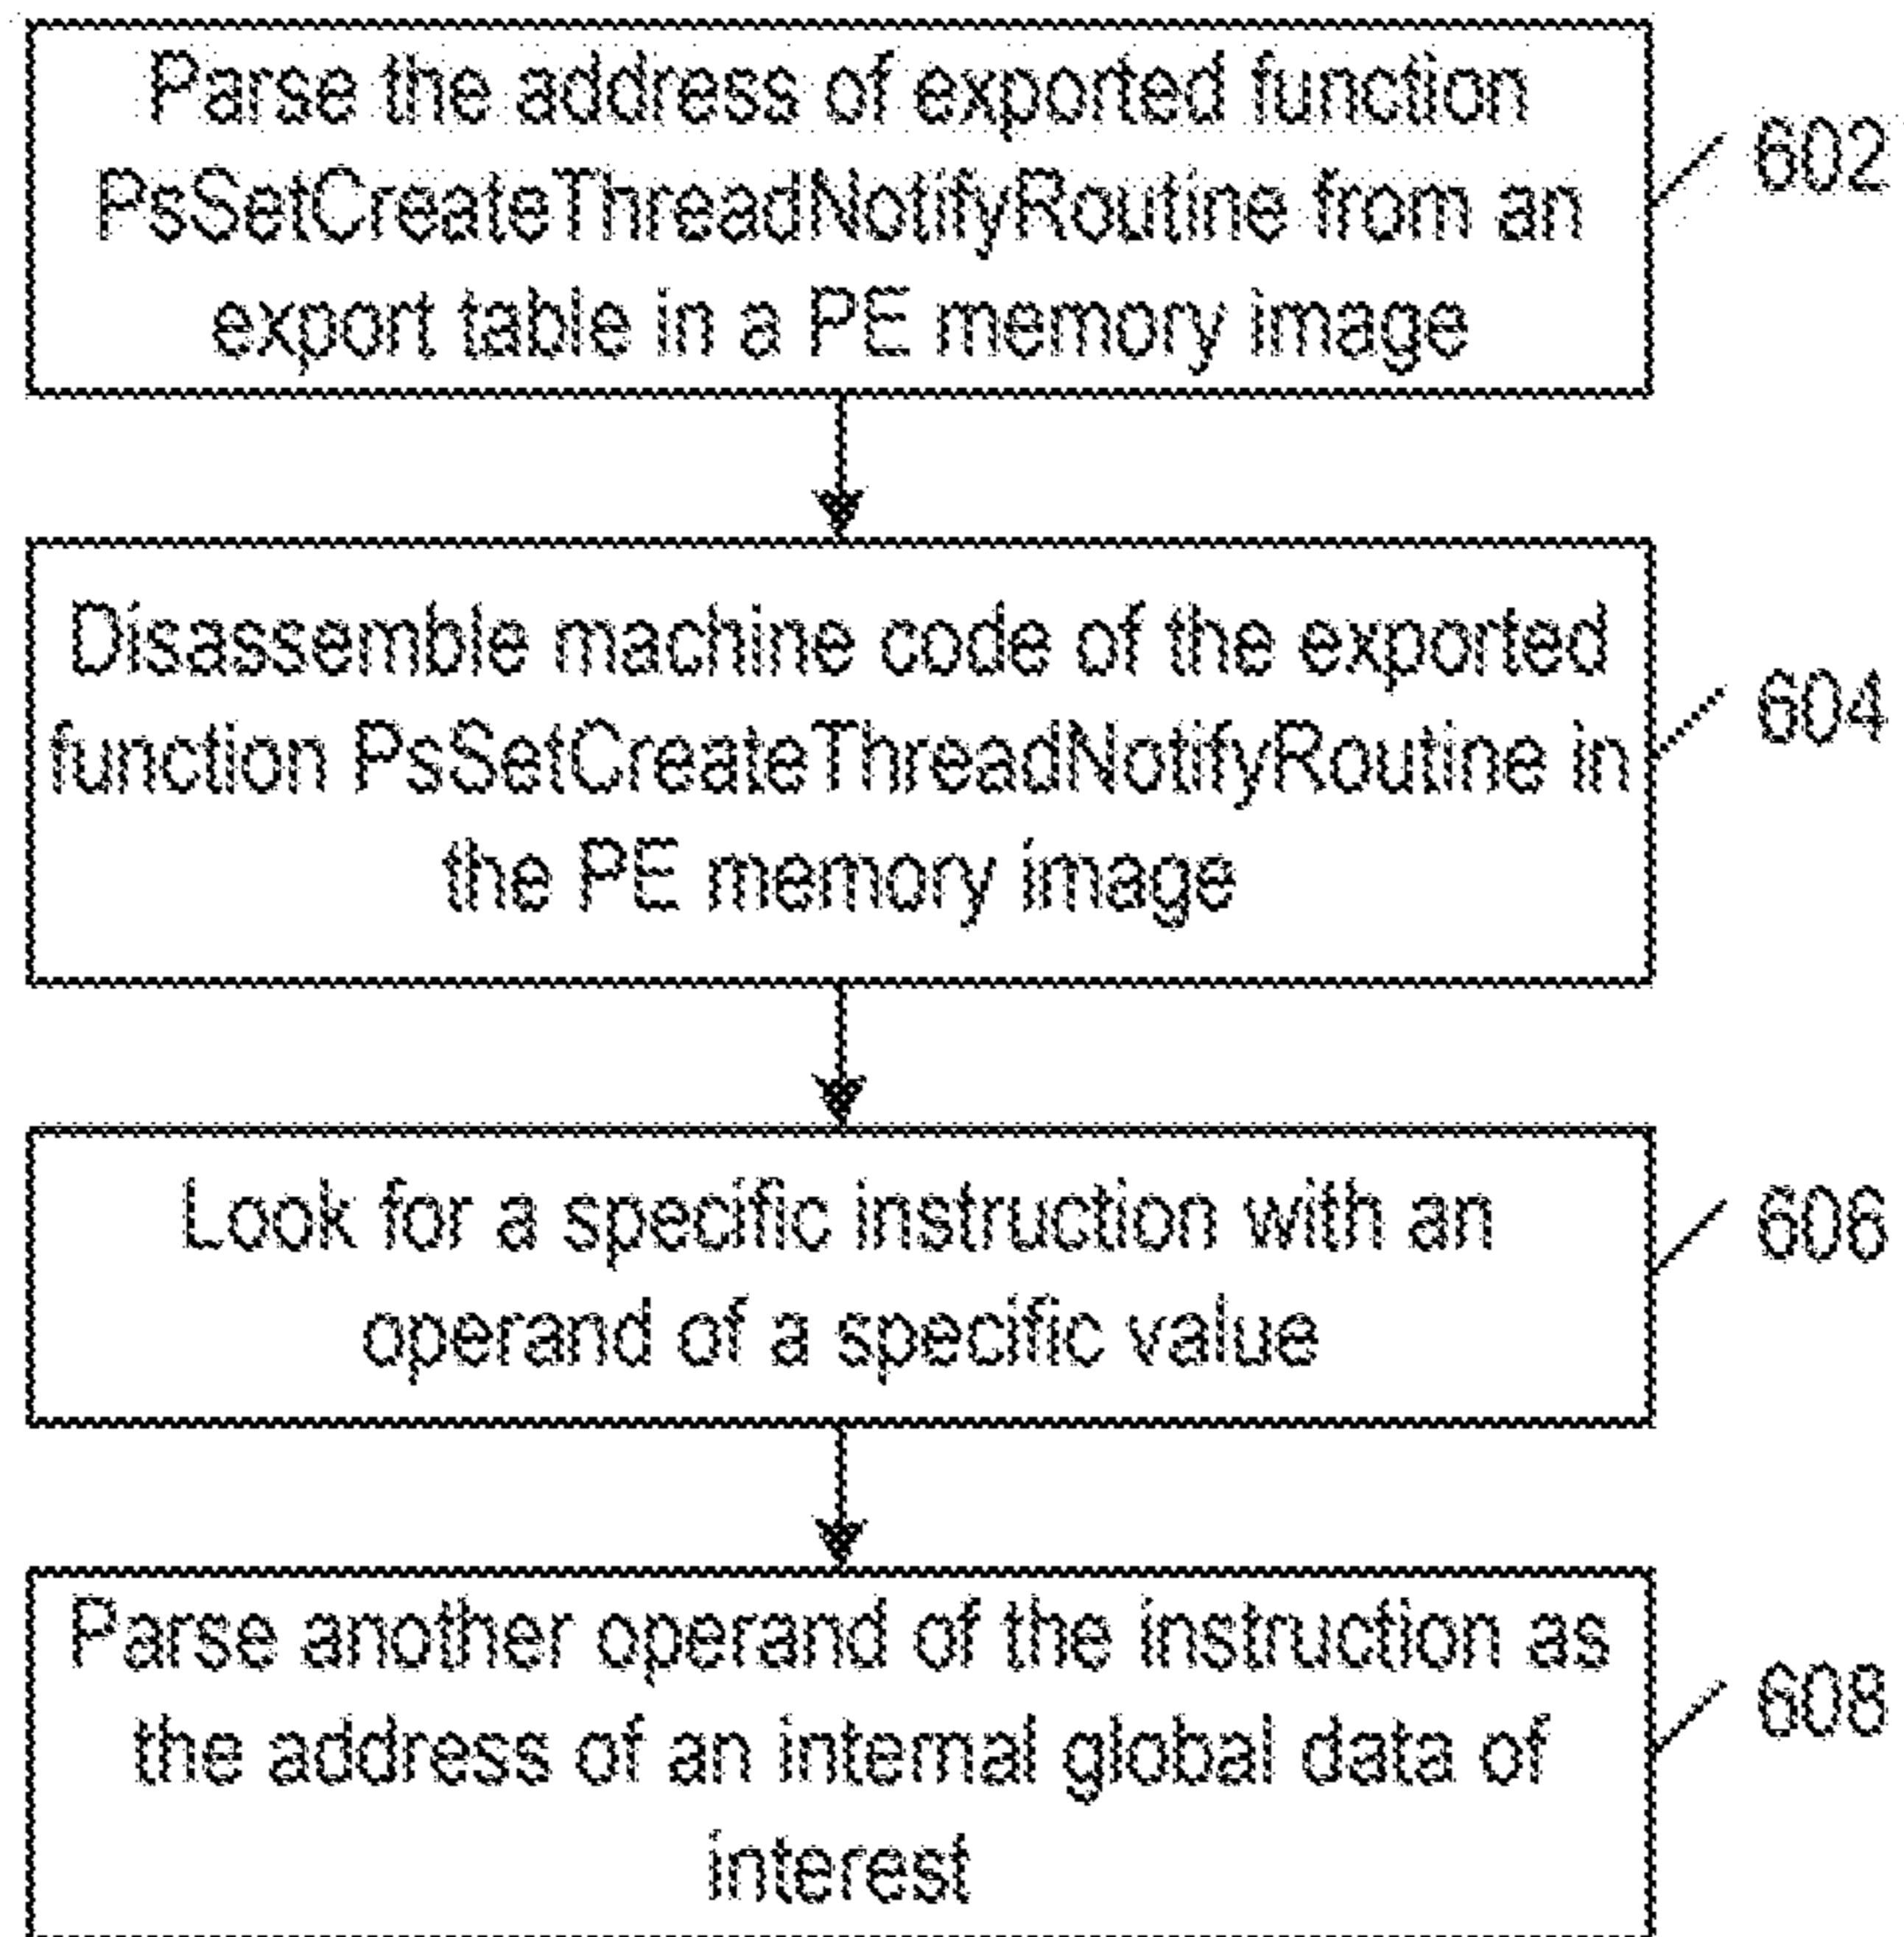 Parse the address of exported function
PsSetCreateThreadNotifyRoutine from an
export table in a PE memory image
602
Disassemble machine code of the exported
function PsSetCreateThreadNotifyRoutine in
the PE memory image
604
Look for a specific instruction with an
operand of a specific value
606
Parse another operand of the instruction as
the address of an internal global data of
interest
608